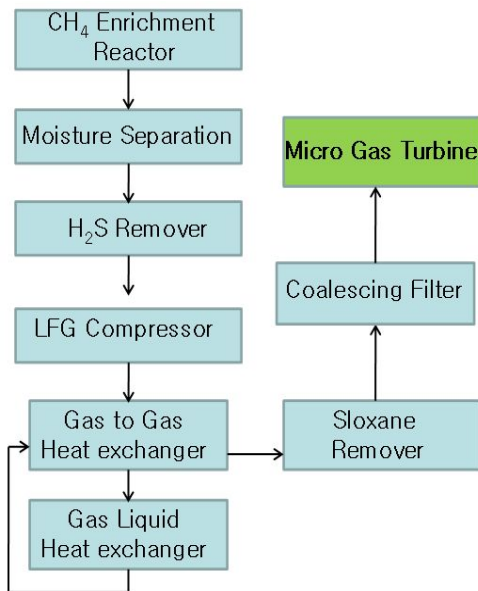 CH₄ Enrichment
Reactor
Moisture Separation
H₂S Remover
LFG Compressor
Gas to Gas
Heat exchanger
Gas Liquid
Heat exchanger
Micro Gas Turbine
Coalescing Filter
Sloxane
Remover